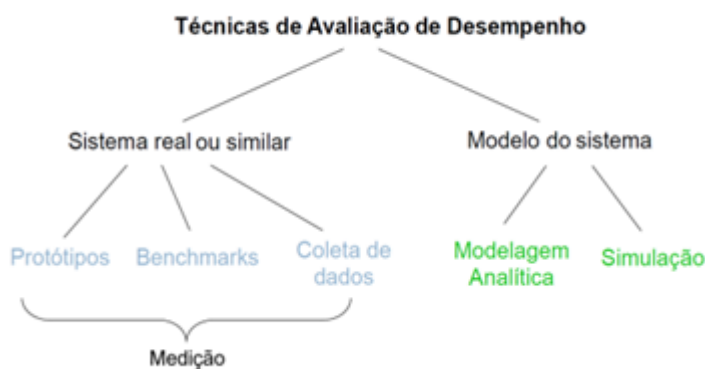 Técnicas de Avaliação de Desempenho
Sistema real ou similar
Modelo do sistema
Protótipos
Benchmarks
Coleta de
dados
Modelagem
Analítica
Simulação
Medição